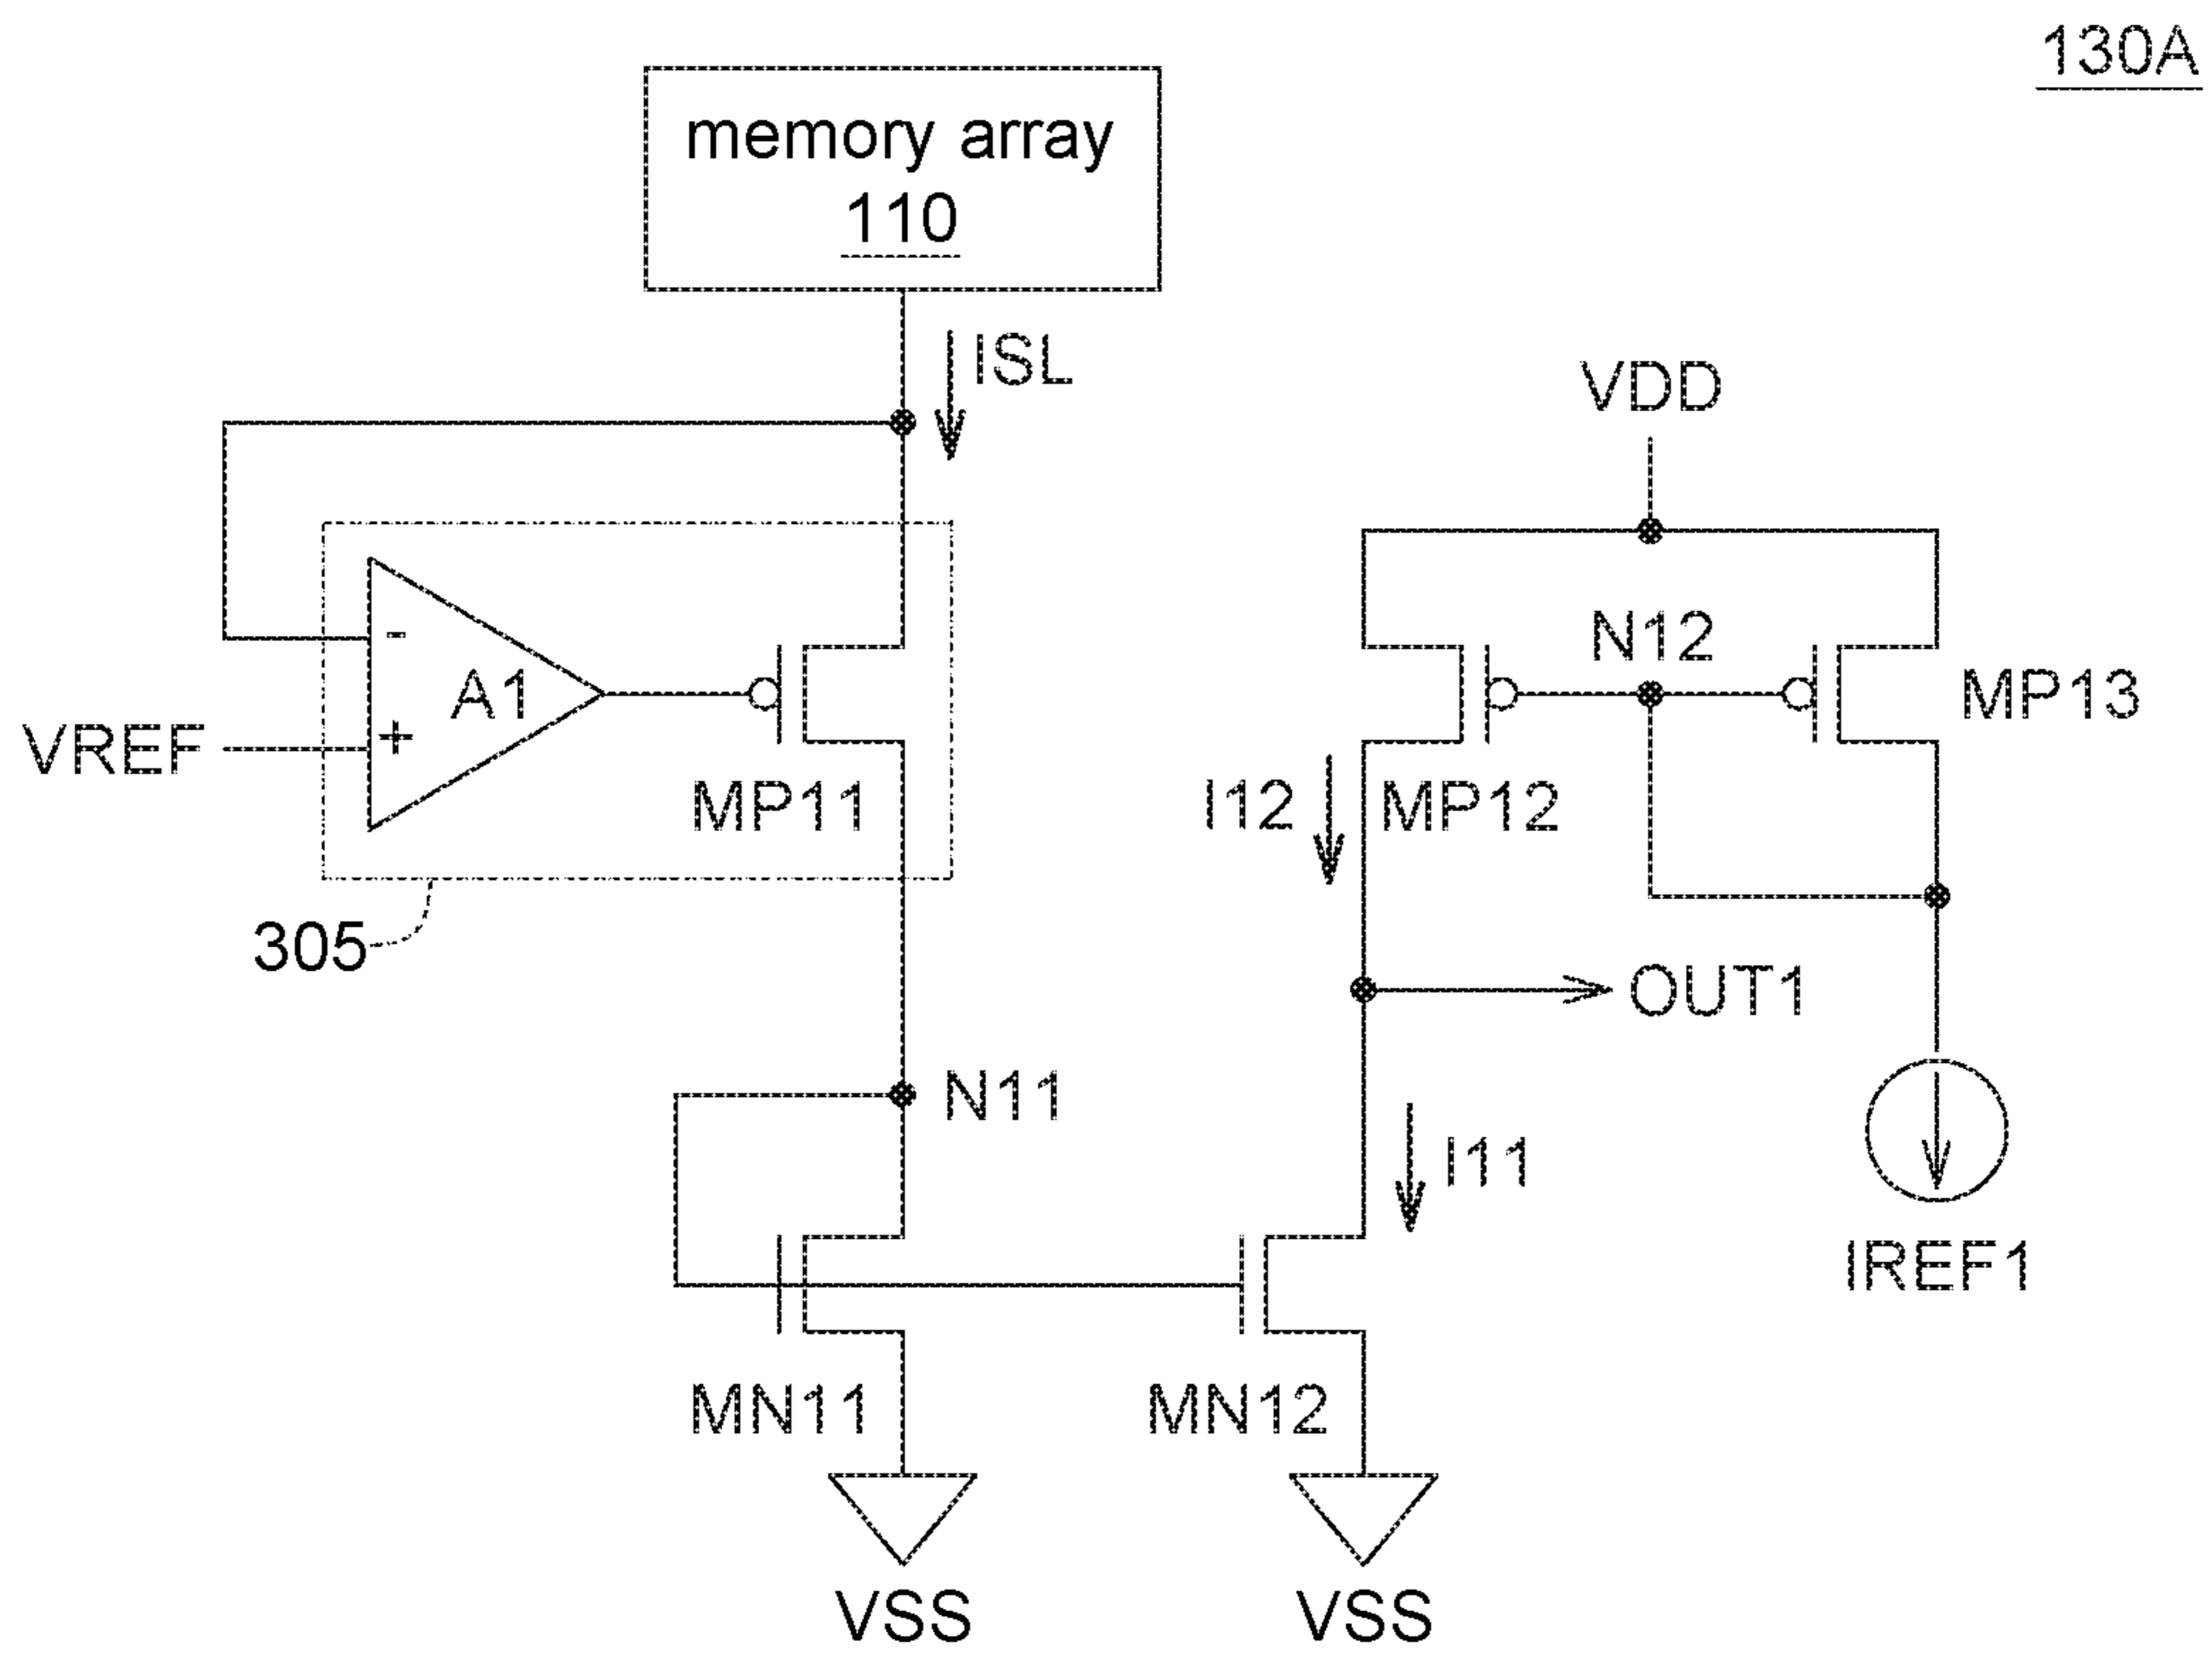 130A
memory array
110
ISL
VDD
N12
A1
-
+
VREF
MP11
MP13
I12
MP12
305
OUT1
N11
I11
IREF1
MN11
MN12
VSS
VSS